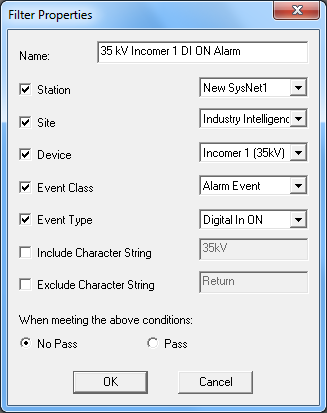 Filter Properties
Name: 35 kV Incomer 1 DI ON Alarm
Station New SysNet1
Site Industry Intelligenc
Device Incomer 1 (35kV)
Event Class Alarm Event
Event Type Digital In ON
Include Character String 35kV
Exclude Character String Return
When meeting the above conditions:
No Pass Pass
OK Cancel